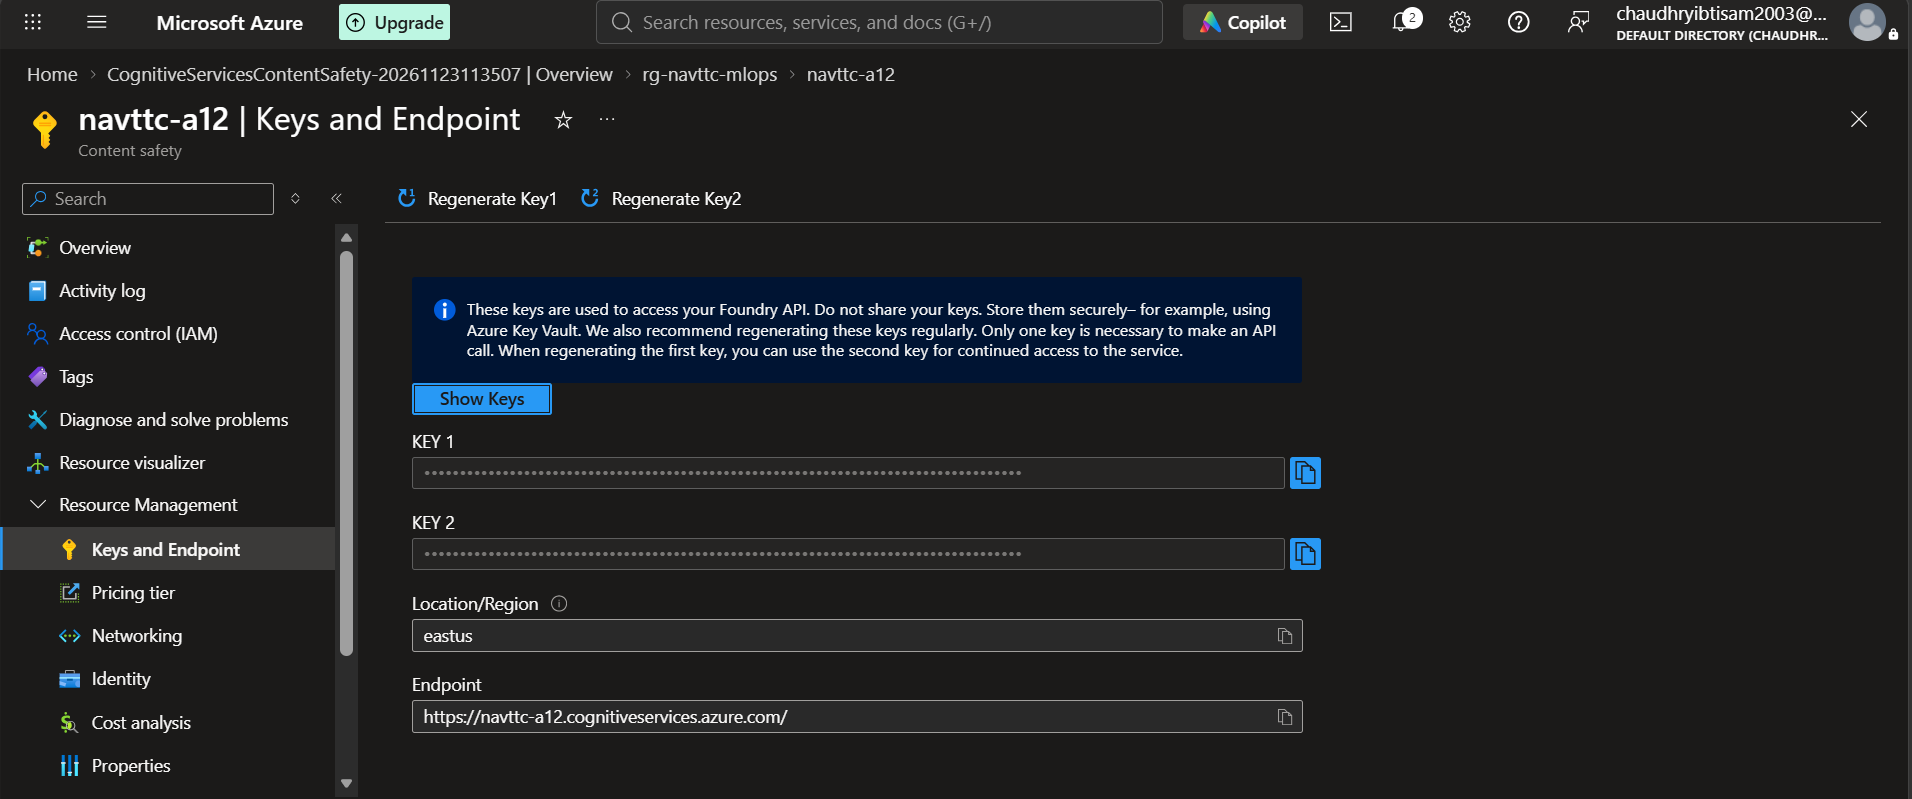 Microsoft Azure
Upgrade
Search resources, services, and docs (G+/)
Copilot
2
chaudhryibtisam2003@...
DEFAULT DIRECTORY (CHAUDHR...
Home > CognitiveServicesContentSafety-20261123113507 | Overview > rg-navttc-mlops > navttc-a12
navttc-a12 | Keys and Endpoint
Content safety
Search
Regenerate Key1
Regenerate Key2
Overview
Activity log
Access control (IAM)
Tags
Diagnose and solve problems
Resource visualizer
Resource Management
Keys and Endpoint
Pricing tier
Networking
Identity
Cost analysis
Properties
These keys are used to access your Foundry API. Do not share your keys. Store them securely– for example, using
Azure Key Vault. We also recommend regenerating these keys regularly. Only one key is necessary to make an API
call. When regenerating the first key, you can use the second key for continued access to the service.
Show Keys
KEY 1
KEY 2
Location/Region
eastus
Endpoint
https://navttc-a12.cognitiveservices.azure.com/